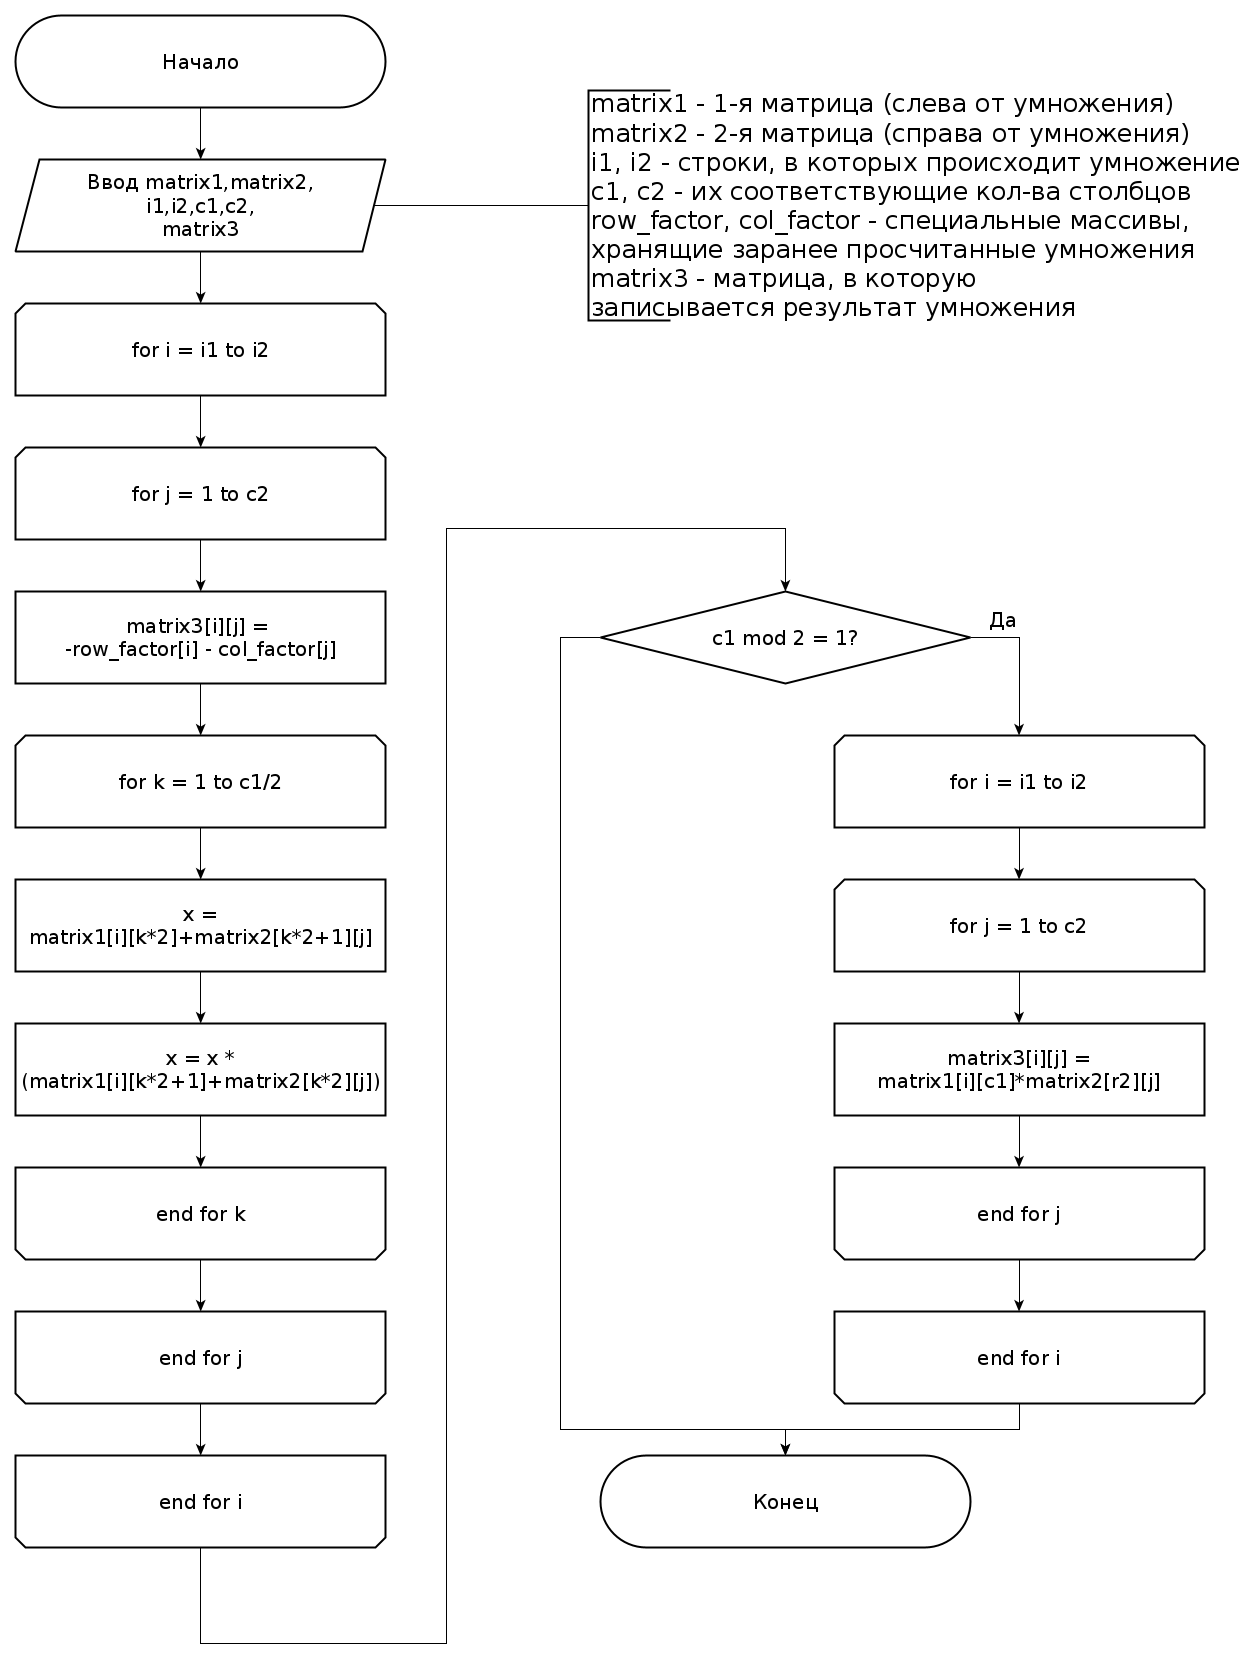 Начало
Ввод matrix1,matrix2,
i1,i2,c1,c2,
matrix3
matrix1 - 1-я матрица (слева от умножения)
matrix2 - 2-я матрица (справа от умножения)
i1, i2 - строки, в которых происходит умножение
c1, c2 - их соответствующие кол-ва столбцов
row_factor, col_factor - специальные массивы,
хранящие заранее просчитанные умножения
matrix3 - матрица, в которую
записывается результат умножения
for i = i1 to i2
for j = 1 to c2
matrix3[i][j] =
-row_factor[i] - col_factor[j]
for k = 1 to c1/2
x =
matrix1[i][k*2]+matrix2[k*2+1][j]
x = x *
(matrix1[i][k*2+1]+matrix2[k*2][j])
end for k
end for j
end for i
c1 mod 2 = 1?
Да
for i = i1 to i2
for j = 1 to c2
matrix3[i][j] =
matrix1[i][c1]*matrix2[r2][j]
end for j
end for i
Конец